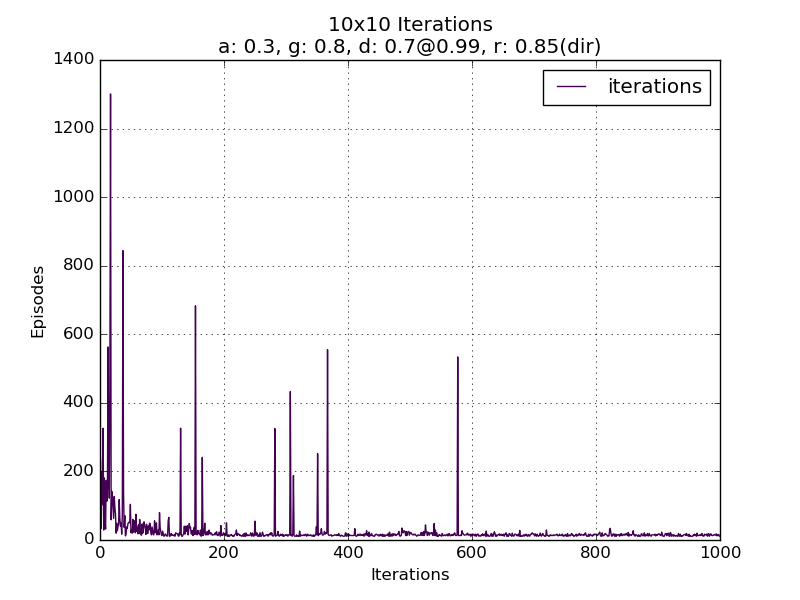 10x10 Iterations
a: 0.3, g: 0.8, d: 0.7@0.99, r: 0.85(dir)
iterations
1400
1200
1000
800
600
400
200
0
Episodes
0 200 400 600 800 1000
Iterations